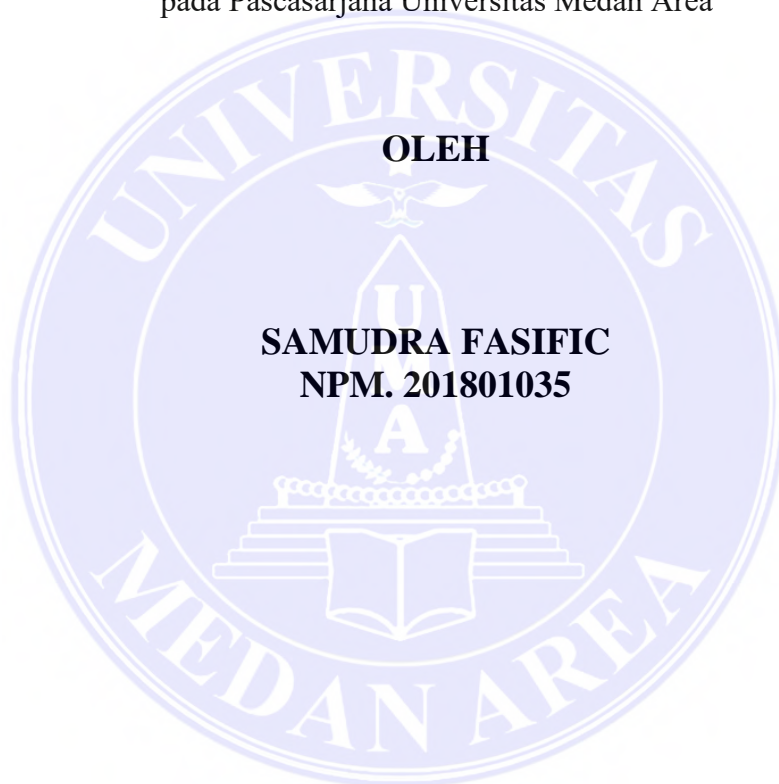 pada Pascasarjana Universitas Medan Area
UNIVERSITAS
OLEH
U
SAMUDRA FASIFIC
M
NPM. 201801035
A
MEDAN AREA